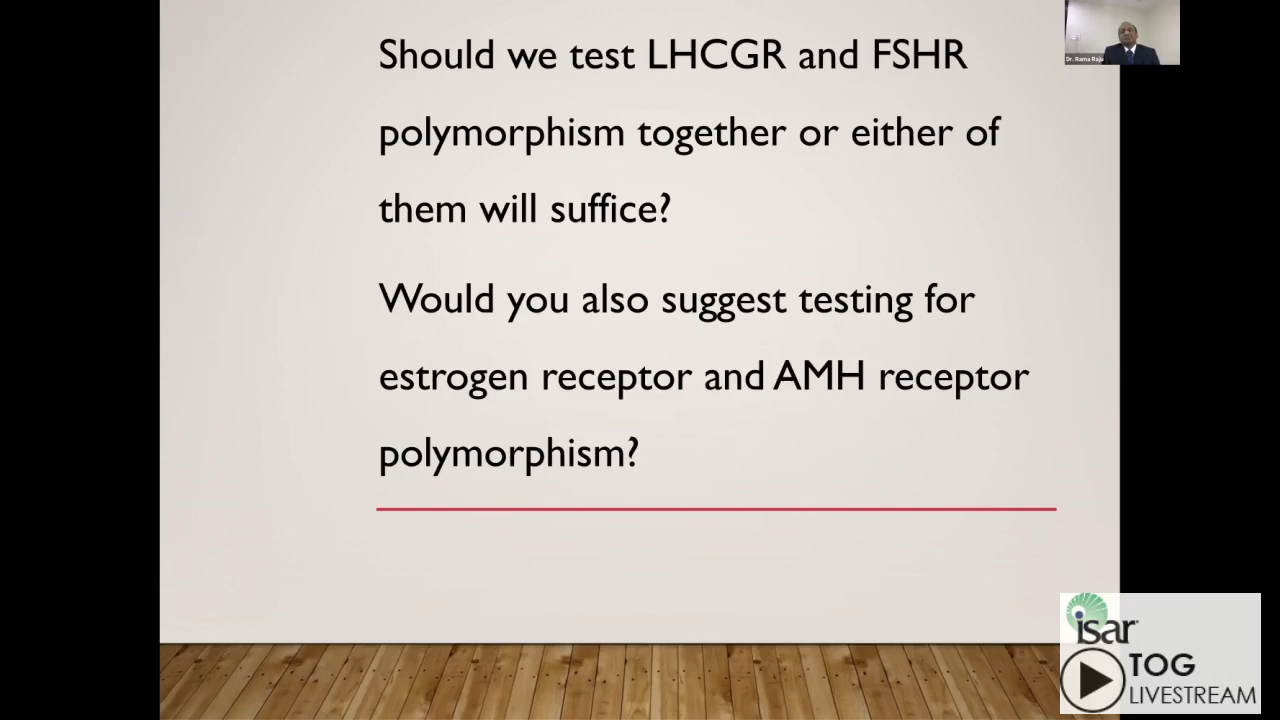 Should we test LHCGR and FSHR
polymorphism together or either of
them will suffice?
Would you also suggest testing for
estrogen receptor and AMH receptor
polymorphism?
Dr. Rama Raju
isar
TOG
LIVESTREAM